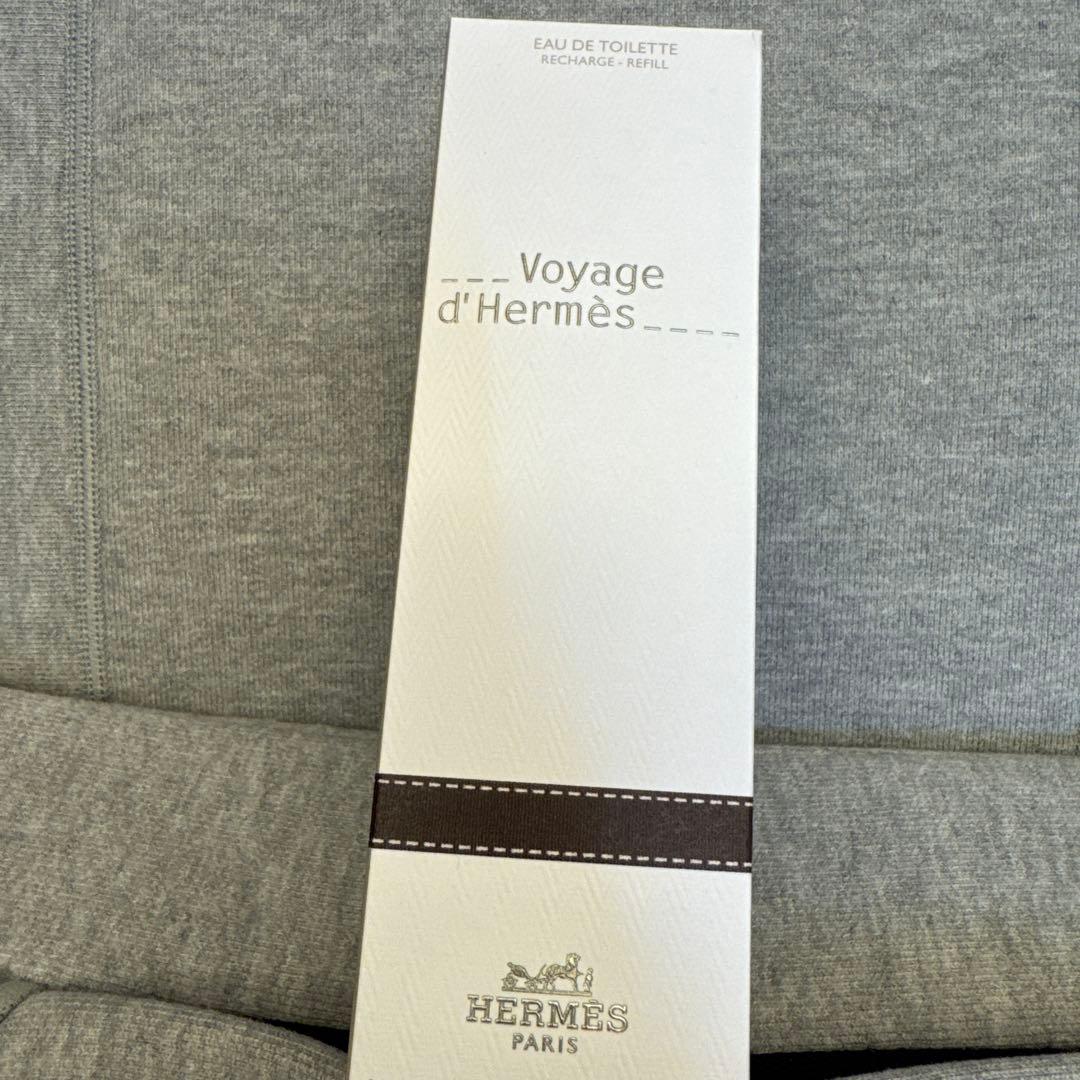 EAU DE TOILETTE
RECHARGE - REFILL
___Voyage
d'Hermès____
HERMÈS
PARIS